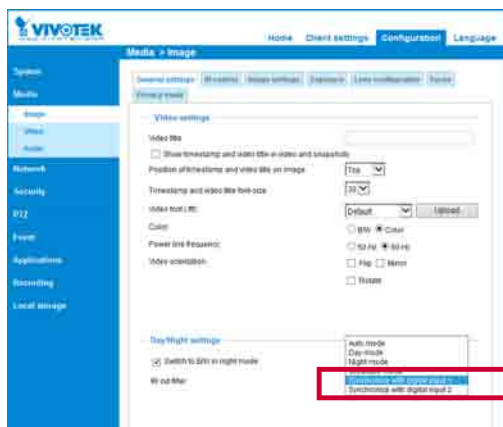 VIVOTEK
Home Client settings Configuration Language
Media > Image
System
Media
Image
Video
Audio
Network
Security
PTZ
Event
Applications
Recording
Local storage
General settings IR control Image settings Exposure Lens configuration Focus
Privacy mask
Video settings
Video title
Show timestamp and video title in video and snapshots
Position of timestamp and video title on image Top
Timestamp and video title font size 30
Video font (.ttf) Default Upload
Color B/W Color
Power line frequency 50 Hz 60 Hz
Video orientation Flip Mirror
Rotate
Day/Night settings
Switch to B/W in night mode
IR cut filter
Auto mode
Day mode
Night mode
Synchronize with digital input 1
Synchronize with digital input 2